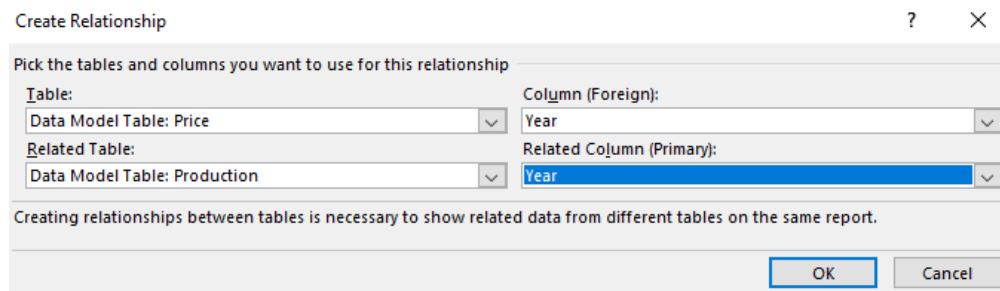 Create Relationship ? ×
Pick the tables and columns you want to use for this relationship
Table: Column (Foreign):
Data Model Table: Price Year
Related Table: Related Column (Primary):
Data Model Table: Production Year
Creating relationships between tables is necessary to show related data from different tables on the same report.
OK Cancel